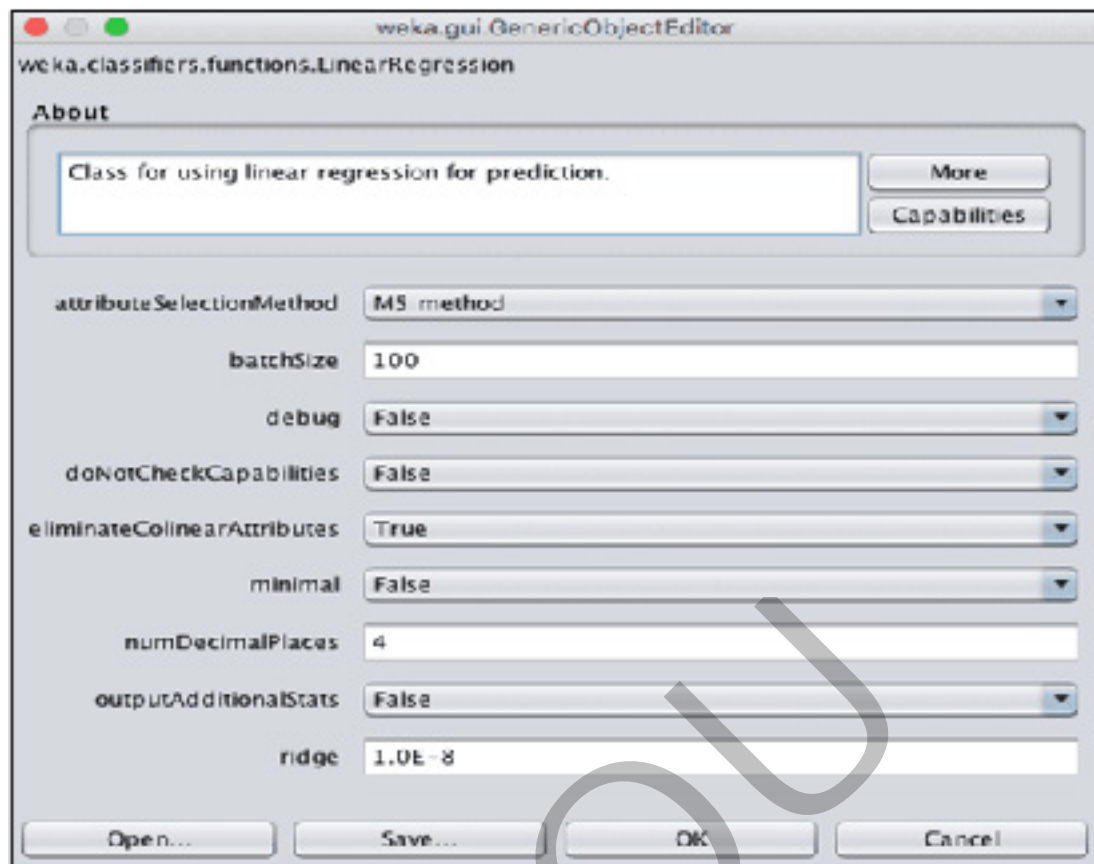 weka.gui.GenericObjectEditor
weka.classifiers.functions.LinearRegression
About
Class for using linear regression for prediction.
More
Capabilities
attributeSelectionMethod M5 method
batchSize 100
debug False
doNotCheckCapabilities False
eliminateColinearAttributes True
minimal False
numDecimalPlaces 4
outputAdditionalStats False
ridge 1.0E-8
Open... Save... OK Cancel
OU